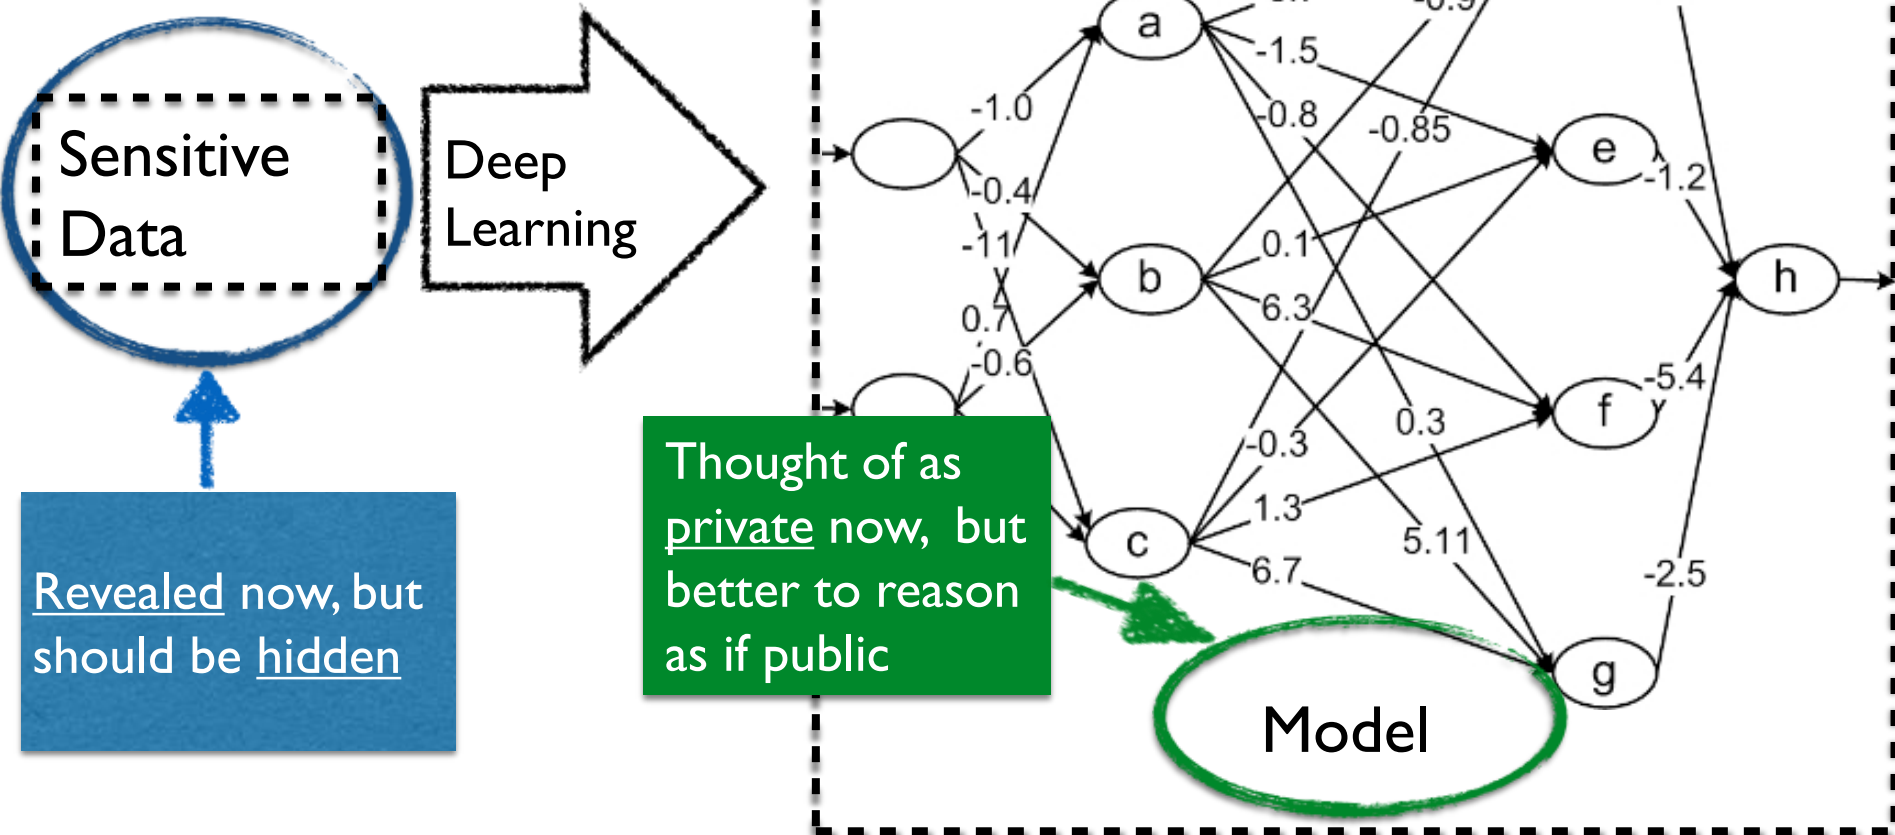 Sensitive
Data
Deep
Learning
Revealed now, but
should be hidden
Thought of as
private now, but
better to reason
as if public
Model
a
b
c
e
f
g
h
-1.0
-0.4
-11
0.7
-0.6
-0.9
-1.5
-0.8
-0.85
0.1
6.3
0.3
-0.3
1.3
5.11
6.7
-1.2
-5.4
-2.5